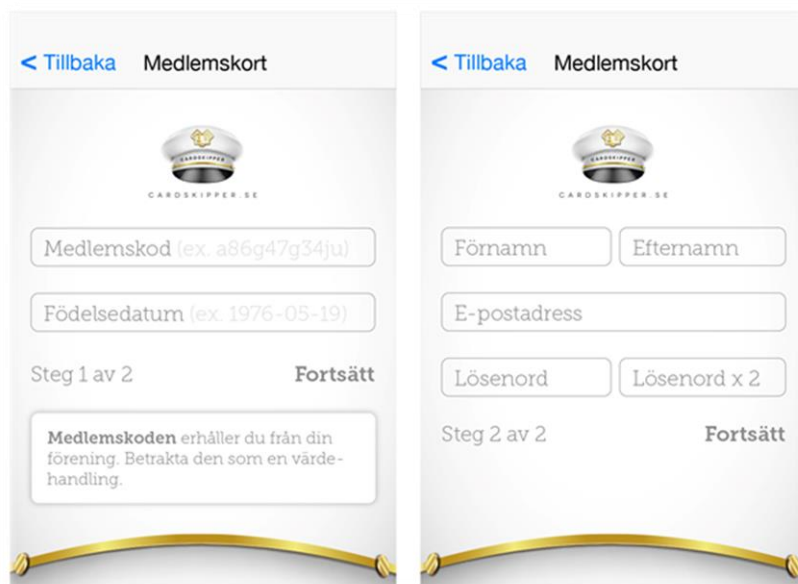 < Tillbaka Medlemskort
CARDSKIPPER
CARDSKIPPER.SE
Medlemskod (ex. a86g47g34ju)
Födelsedatum (ex. 1976-05-19)
Steg 1 av 2 Fortsätt
Medlemskoden erhåller du från din
förening. Betrakta den som en värde-
handling.
< Tillbaka Medlemskort
CARDSKIPPER
CARDSKIPPER.SE
Förnamn Efternamn
E-postadress
Lösenord Lösenord x 2
Steg 2 av 2 Fortsätt